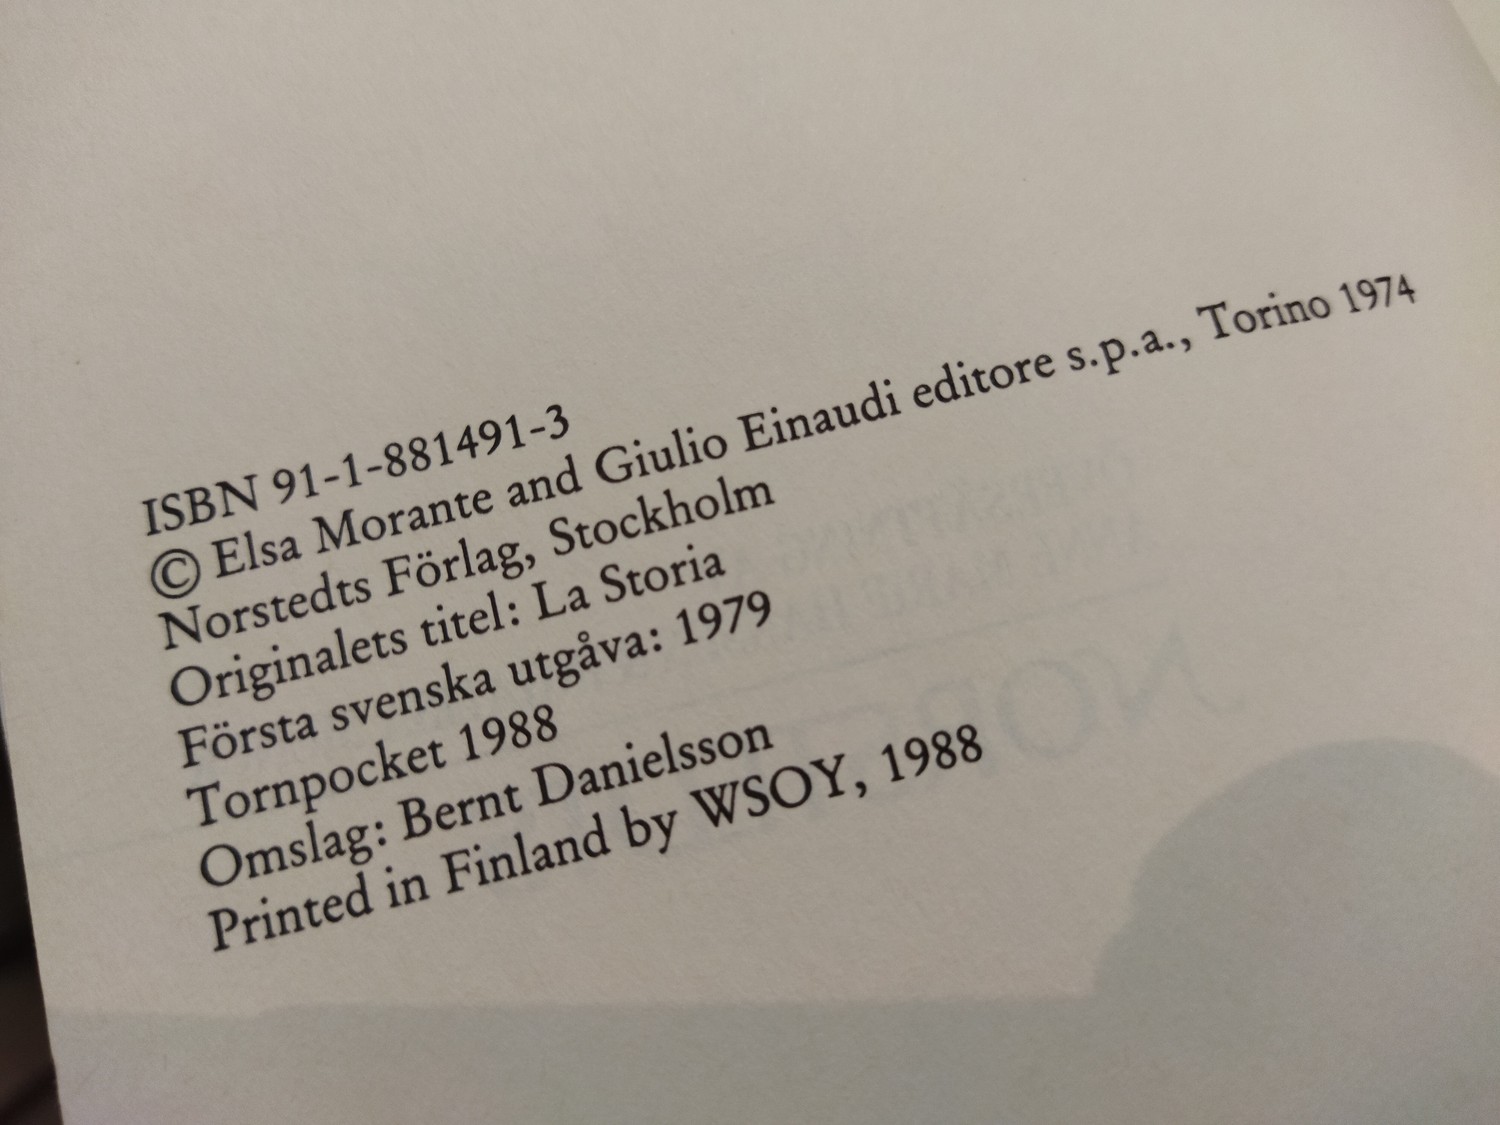 ISBN 91-1-881491-3
© Elsa Morante and Giulio Einaudi editore s.p.a., Torino 1974
Norstedts Förlag, Stockholm
Originalets titel: La Storia
Första svenska utgåva: 1979
Tornpocket 1988
Omslag: Bernt Danielsson
Printed in Finland by WSOY, 1988